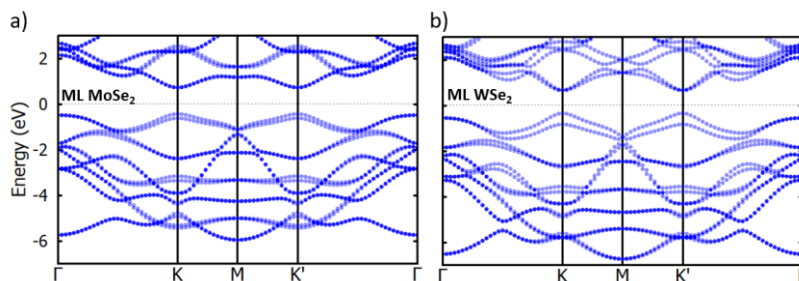 a)
b)
ML MoSe₂
ML WSe₂
Energy (eV)
2
0
-2
-4
-6
Γ K M K' Γ
Γ K M K'